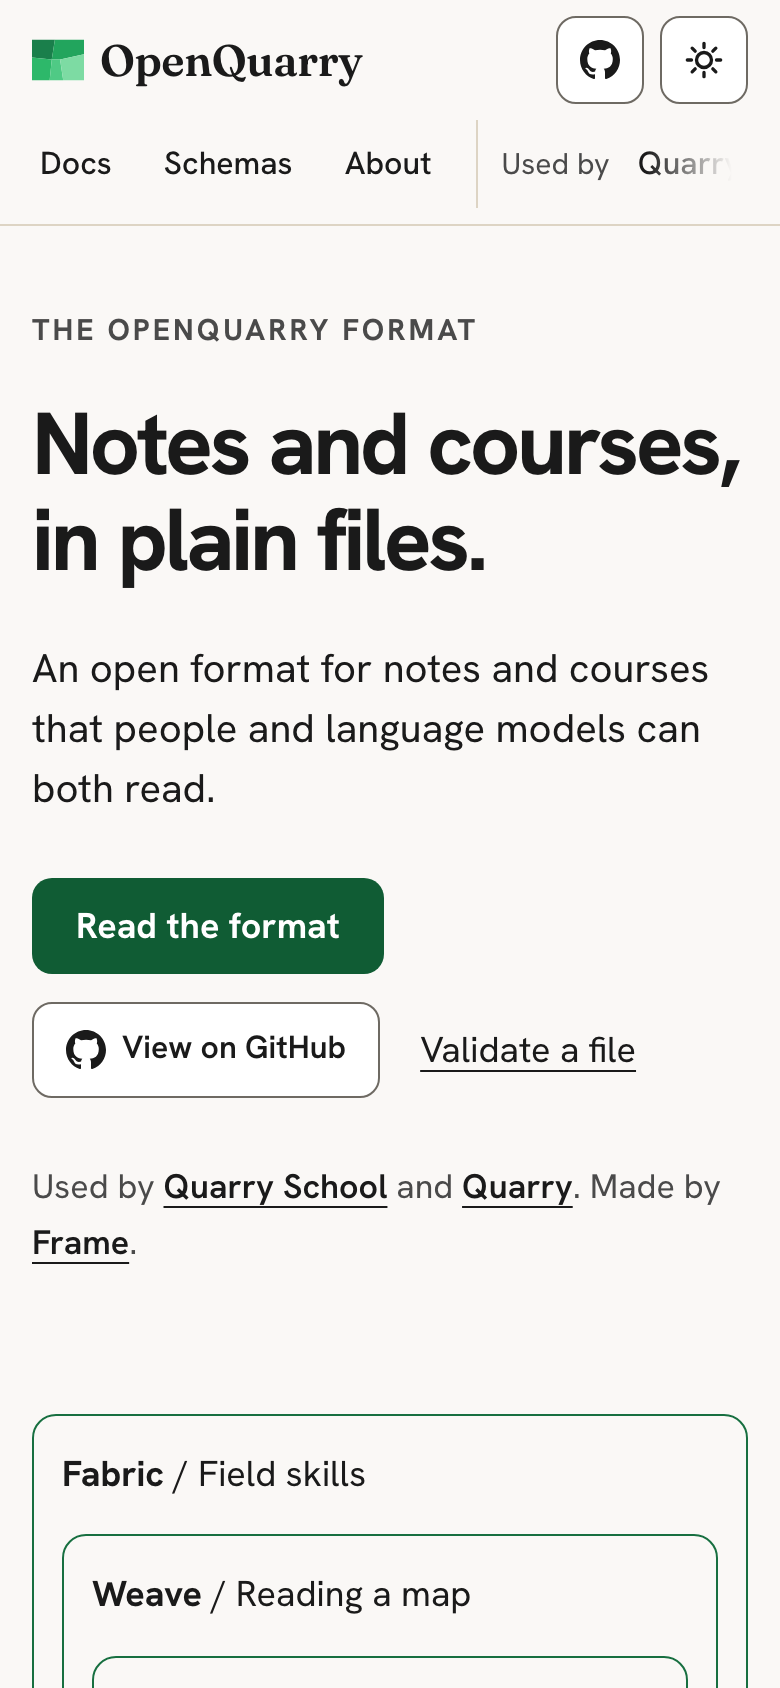 OpenQuarry
Docs Schemas About Used by Quarry
THE OPENQUARRY FORMAT
Notes and courses,
in plain files.
An open format for notes and courses
that people and language models can
both read.
Read the format
View on GitHub Validate a file
Used by Quarry School and Quarry. Made by
Frame.
Fabric / Field skills
Weave / Reading a map